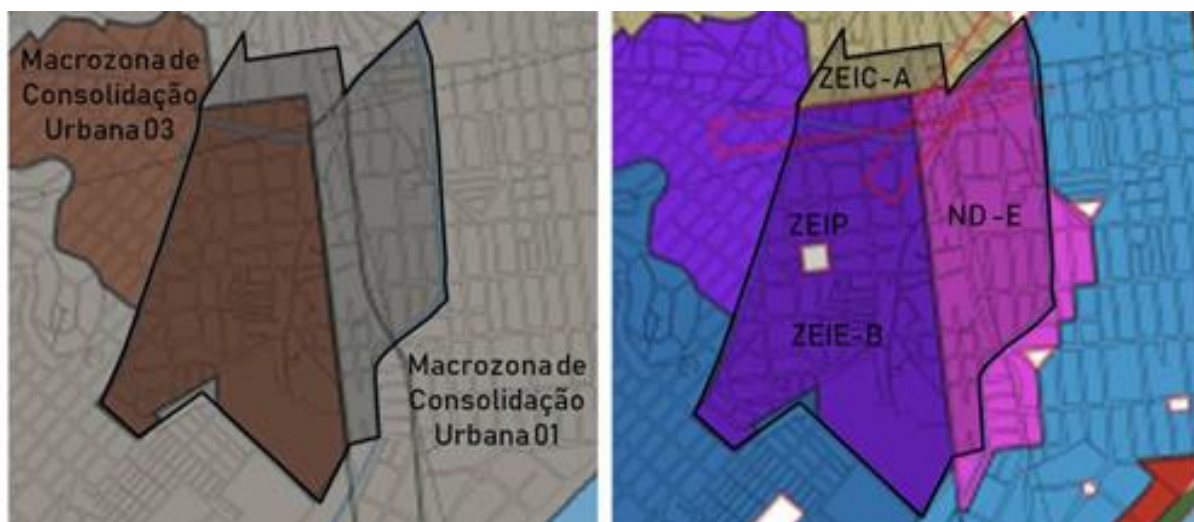 Macrozona de
Consolidação
Urbana 03
Macrozona de
Consolidação
Urbana 01
ZEIC-A
ZEIP
ND-E
ZEIE-B